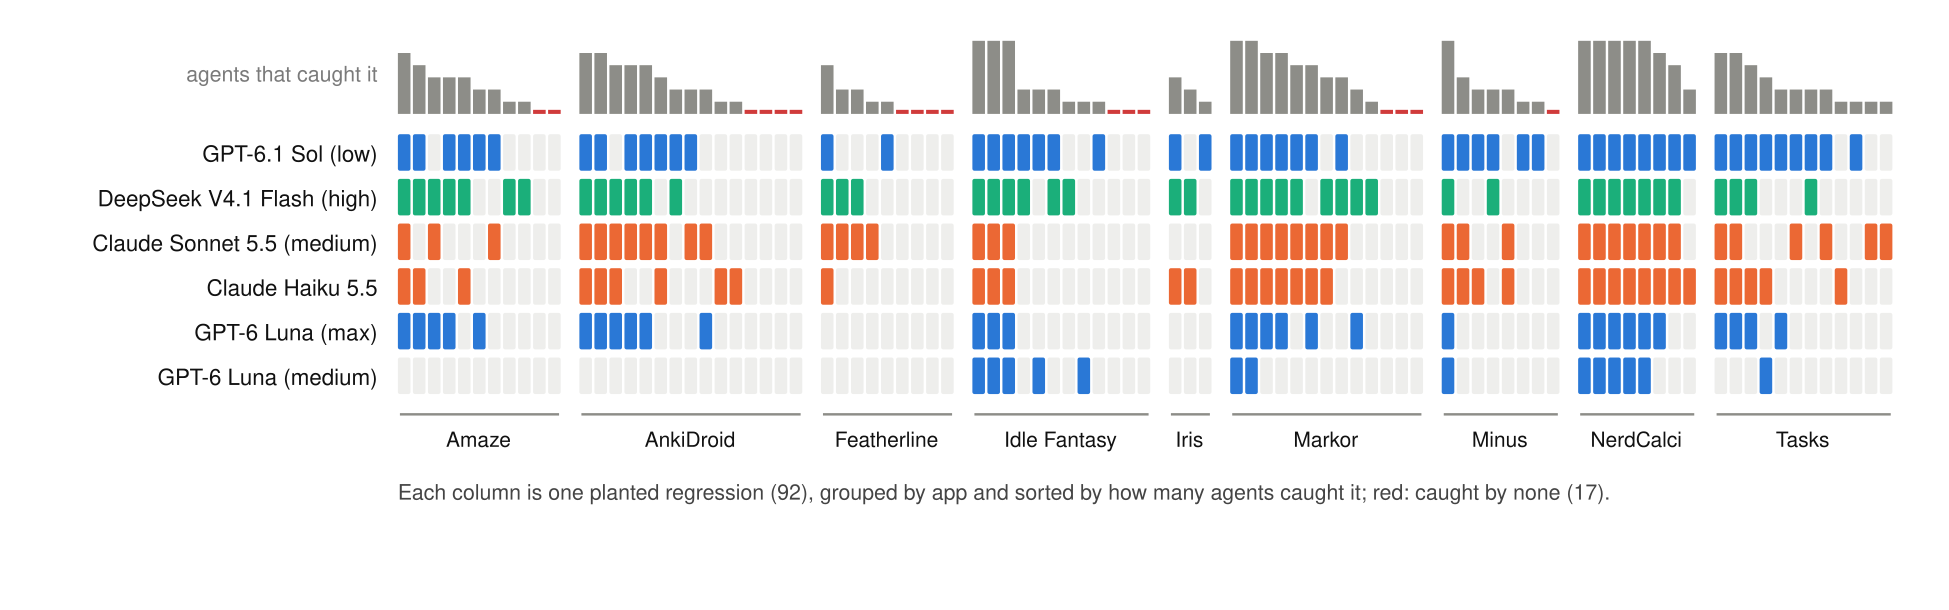 agents that caught it
GPT-6.1 Sol (low)
DeepSeek V4.1 Flash (high)
Claude Sonnet 5.5 (medium)
Claude Haiku 5.5
GPT-6 Luna (max)
GPT-6 Luna (medium)
Amaze AnkiDroid Featherline Idle Fantasy Iris Markor Minus NerdCalci Tasks
Each column is one planted regression (92), grouped by app and sorted by how many agents caught it; red: caught by none (17).